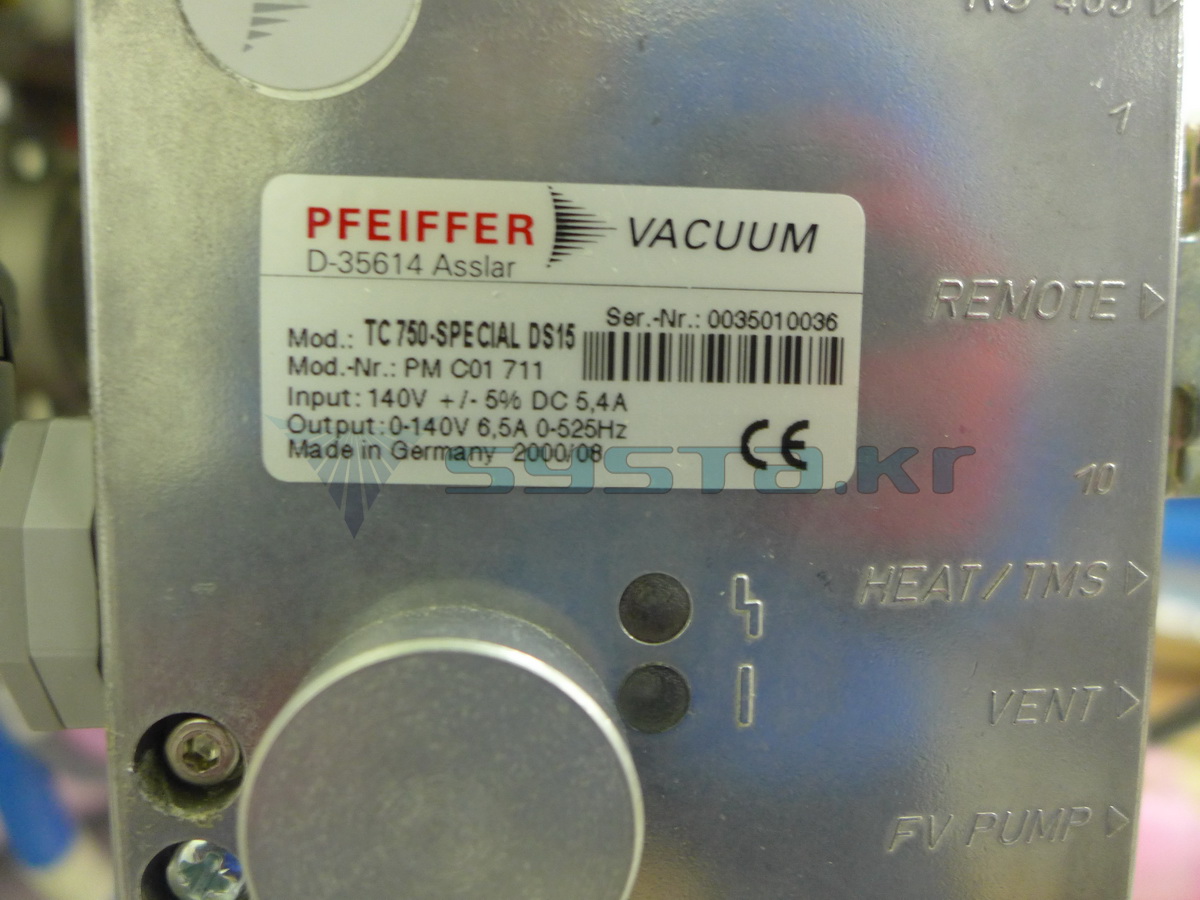 RS 485
1
PFEIFFER VACUUM
D-35614 Asslar
REMOTE
Ser.-Nr.: 0035010036
Mod.: TC 750-SPECIAL DS15
Mod.-Nr.: PM C01 711
Input: 140V +/- 5% DC 5,4A
Output: 0-140V 6,5A 0-525Hz
Made in Germany 2000/08
CE
systa.kr
10
HEAT/TMS
VENT
FV PUMP